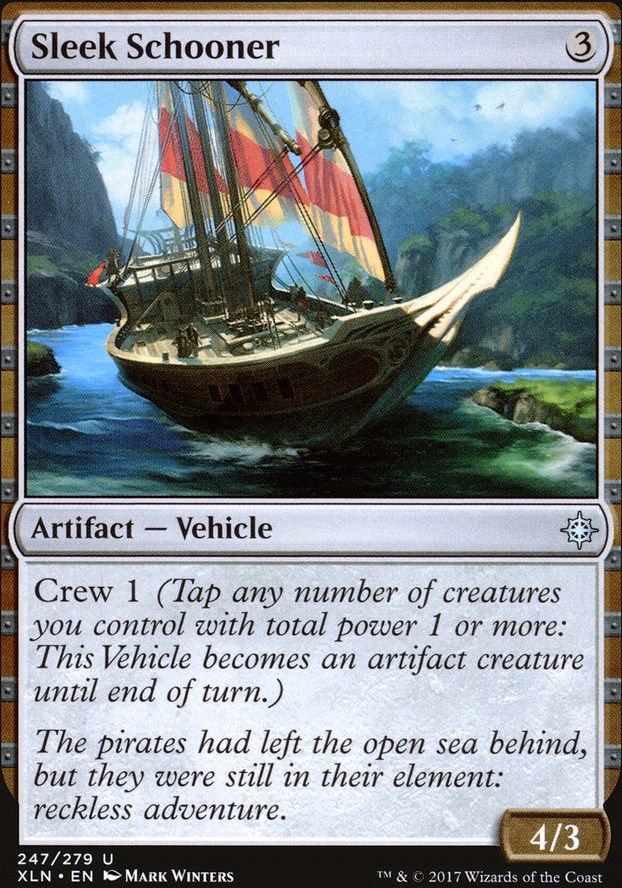 Sleek Schooner 3
Artifact — Vehicle
Crew 1 (Tap any number of creatures
you control with total power 1 or more:
This Vehicle becomes an artifact creature
until end of turn.)
The pirates had left the open sea behind,
but they were still in their element:
reckless adventure.
4/3
247/279 U
XLN • EN Mark Winters
™ & © 2017 Wizards of the Coast